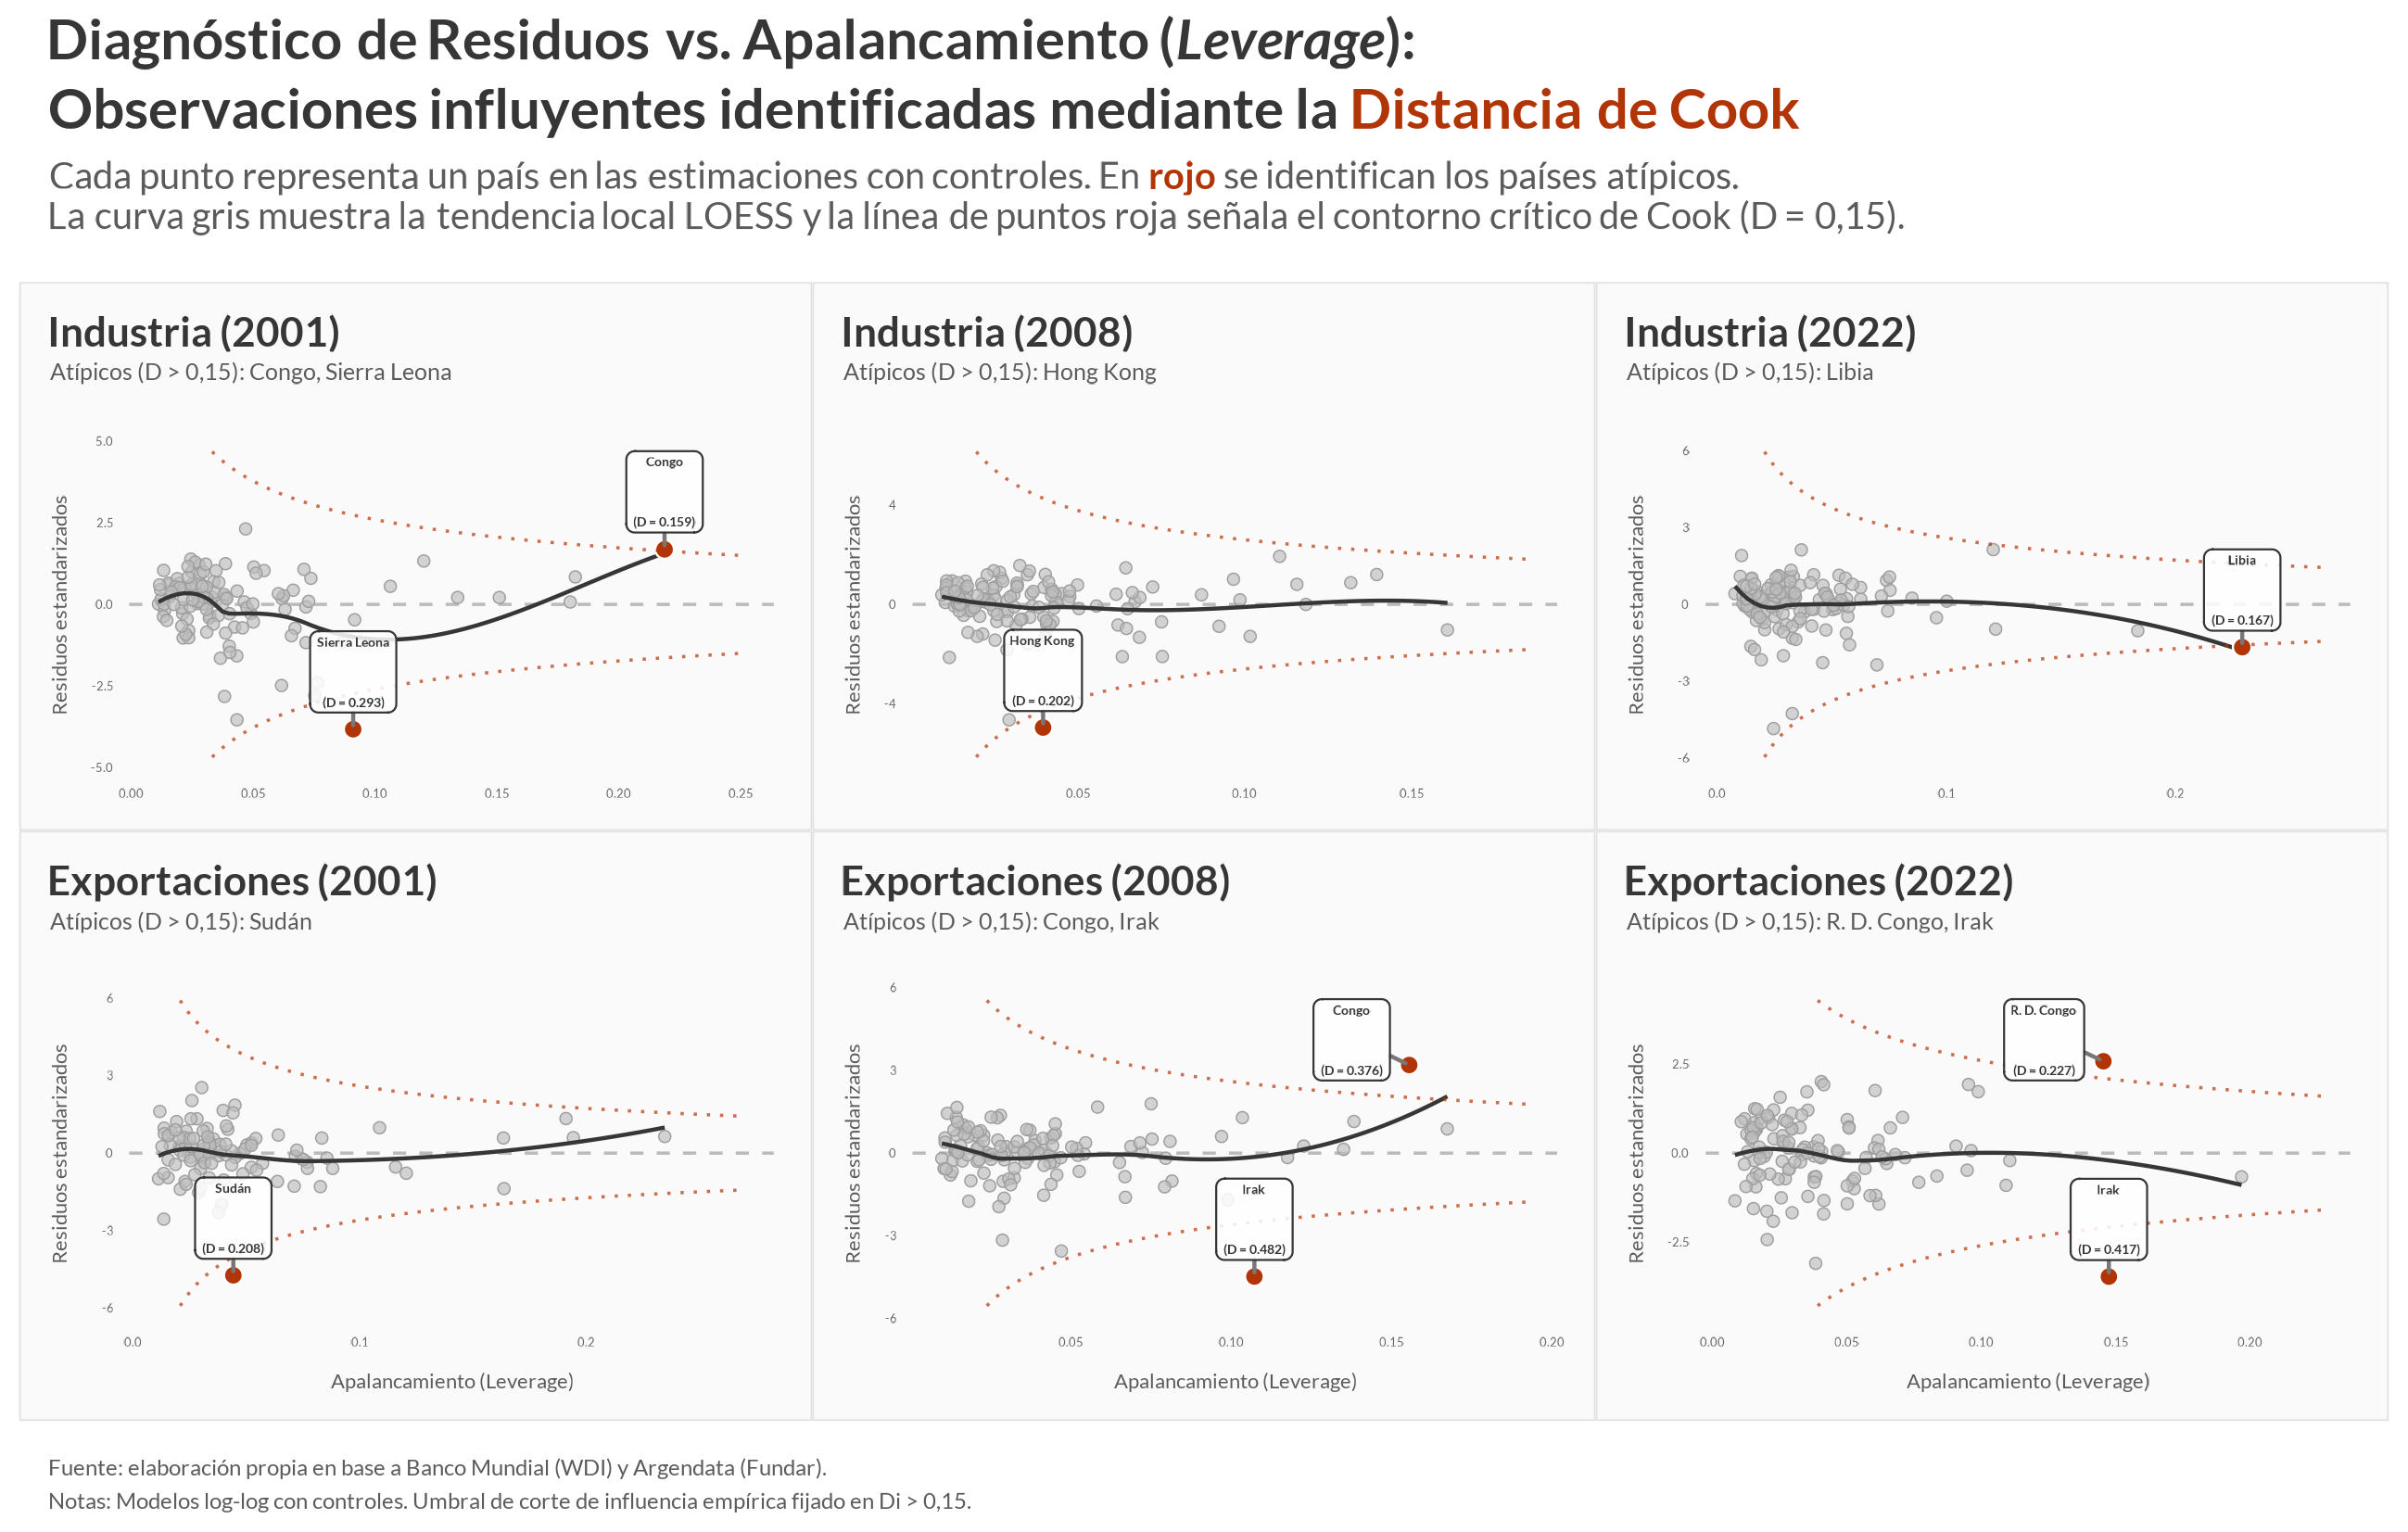 Diagnóstico de Residuos vs. Apalancamiento (Leverage):
Observaciones influyentes identificadas mediante la Distancia de Cook
Cada punto representa un país en las estimaciones con controles. En rojo se identifican los países atípicos.
La curva gris muestra la tendencia local LOESS y la línea de puntos roja señala el contorno crítico de Cook (D = 0,15).
Industria (2001)
Atípicos (D > 0,15): Congo, Sierra Leona
Residuos estandarizados
5.0
2.5
0.0
-2.5
-5.0
Congo
(D = 0.159)
Sierra Leona
(D = 0.293)
0.00 0.05 0.10 0.15 0.20 0.25
Industria (2008)
Atípicos (D > 0,15): Hong Kong
Residuos estandarizados
4
0
-4
Hong Kong
(D = 0.202)
0.05 0.10 0.15
Industria (2022)
Atípicos (D > 0,15): Libia
Residuos estandarizados
6
3
0
-3
-6
Libia
(D = 0.167)
0.0 0.1 0.2
Exportaciones (2001)
Atípicos (D > 0,15): Sudán
Residuos estandarizados
6
3
0
-3
-6
Sudán
(D = 0.208)
0.0 0.1 0.2
Apalancamiento (Leverage)
Exportaciones (2008)
Atípicos (D > 0,15): Congo, Irak
Residuos estandarizados
6
3
0
-3
-6
Congo
(D = 0.376)
Irak
(D = 0.482)
0.05 0.10 0.15 0.20
Apalancamiento (Leverage)
Exportaciones (2022)
Atípicos (D > 0,15): R. D. Congo, Irak
Residuos estandarizados
2.5
0.0
-2.5
R. D. Congo
(D = 0.227)
Irak
(D = 0.417)
0.00 0.05 0.10 0.15 0.20
Apalancamiento (Leverage)
Fuente: elaboración propia en base a Banco Mundial (WDI) y Argendata (Fundar).
Notas: Modelos log-log con controles. Umbral de corte de influencia empírica fijado en Di > 0,15.